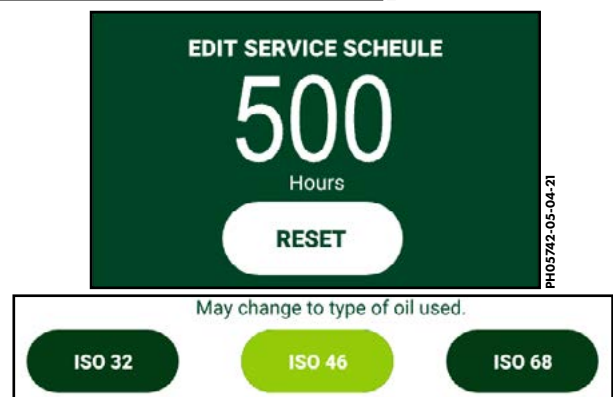 EDIT SERVICE SCHEULE
500
Hours
RESET
PH05742-05-04-21
May change to type of oil used.
ISO 32 ISO 46 ISO 68